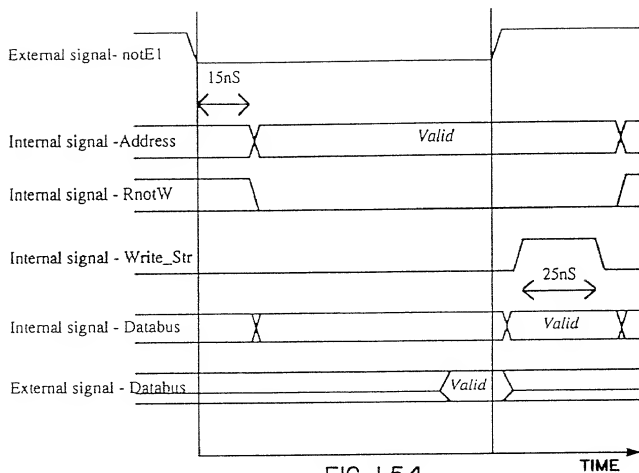 External signal- notE1
15nS
Internal signal -Address
Valid
Internal signal -RnotW
Internal signal - Write_Str
25nS
Internal signal - Databus
Valid
External signal - Databus
Valid
TIME